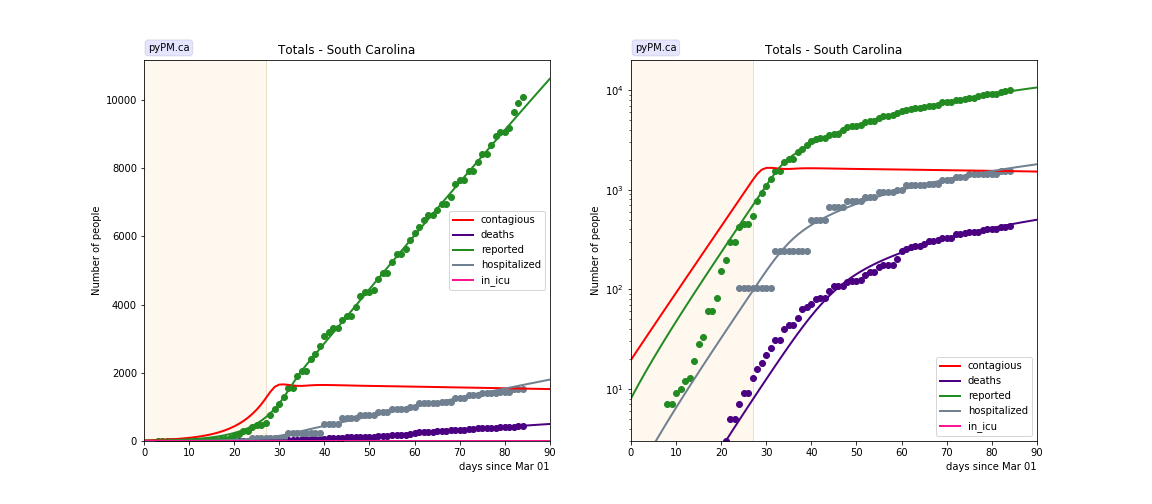 pyPM.ca
Totals - South Carolina
Number of people
10000
8000
6000
4000
2000
0
0 10 20 30 40 50 60 70 80 90
days since Mar 01
contagious
deaths
reported
hospitalized
in_icu
pyPM.ca
Totals - South Carolina
Number of people
10⁴
10³
10²
10¹
0 10 20 30 40 50 60 70 80 90
days since Mar 01
contagious
deaths
reported
hospitalized
in_icu